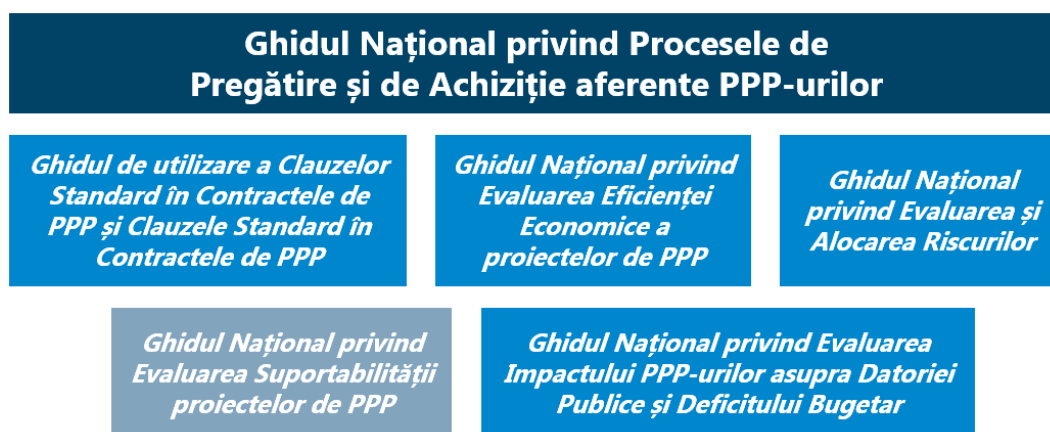 Ghidul Național privind Procesele de
Pregătire și de Achiziție aferente PPP-urilor
Ghidul de utilizare a Clauzelor
Standard în Contractele de
PPP și Clauzele Standard în
Contractele de PPP
Ghidul Național privind
Evaluarea Eficienței
Economice a
proiectelor de PPP
Ghidul Național
privind Evaluarea și
Alocarea Riscurilor
Ghidul Național privind
Evaluarea Suportabilității
proiectelor de PPP
Ghidul Național privind Evaluarea
Impactului PPP-urilor asupra Datoriei
Publice și Deficitului Bugetar